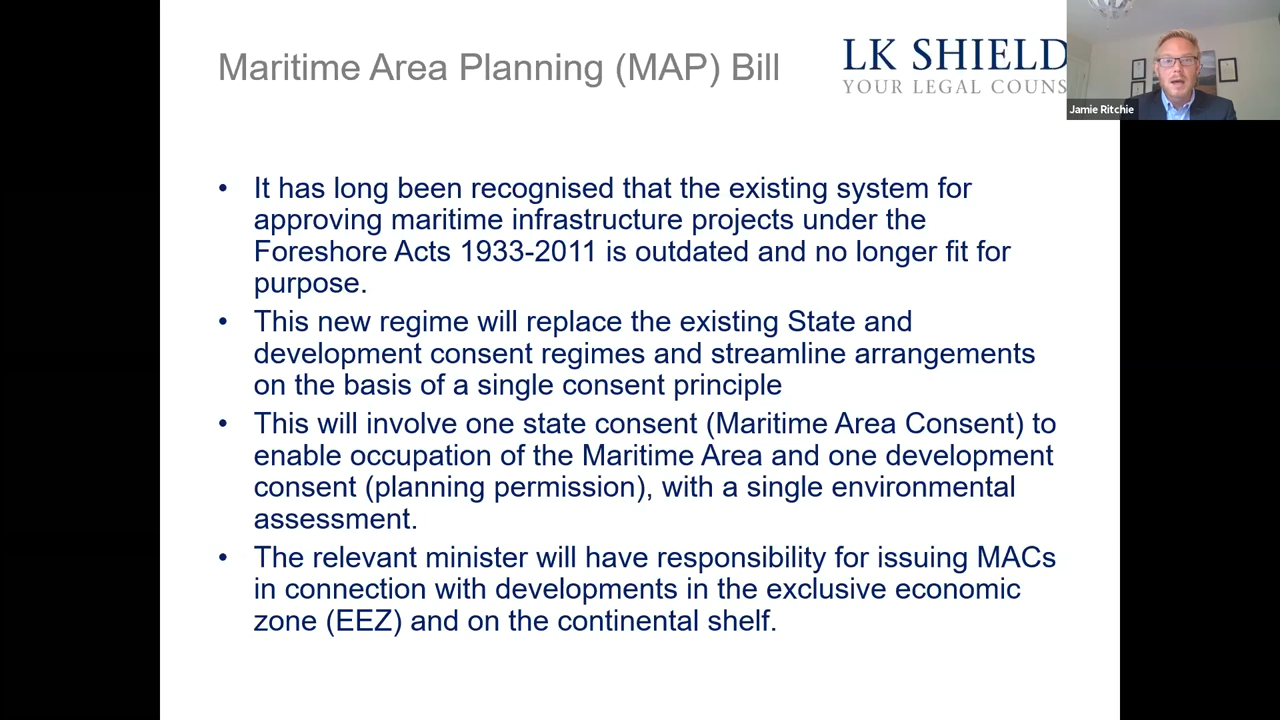 Maritime Area Planning (MAP) Bill
LK SHIELD
YOUR LEGAL COUNS
Jamie Ritchie
• It has long been recognised that the existing system for
approving maritime infrastructure projects under the
Foreshore Acts 1933-2011 is outdated and no longer fit for
purpose.
• This new regime will replace the existing State and
development consent regimes and streamline arrangements
on the basis of a single consent principle
• This will involve one state consent (Maritime Area Consent) to
enable occupation of the Maritime Area and one development
consent (planning permission), with a single environmental
assessment.
• The relevant minister will have responsibility for issuing MACs
in connection with developments in the exclusive economic
zone (EEZ) and on the continental shelf.